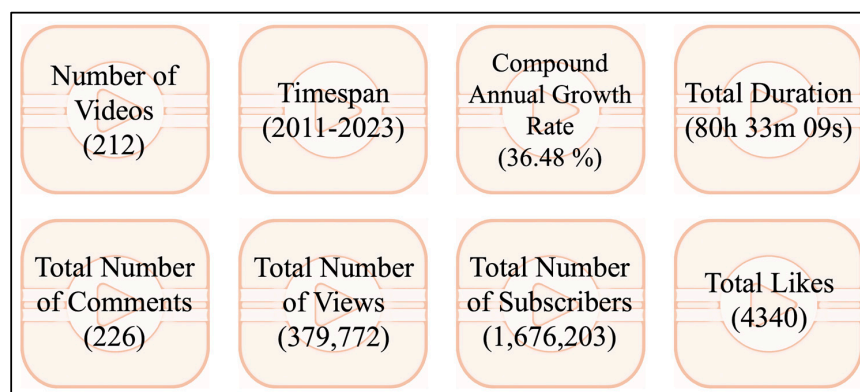 Number of
Videos
(212)
Timespan
(2011-2023)
Compound
Annual Growth
Rate
(36.48 %)
Total Duration
(80h 33m 09s)
Total Number
of Comments
(226)
Total Number
of Views
(379,772)
Total Number
of Subscribers
(1,676,203)
Total Likes
(4340)